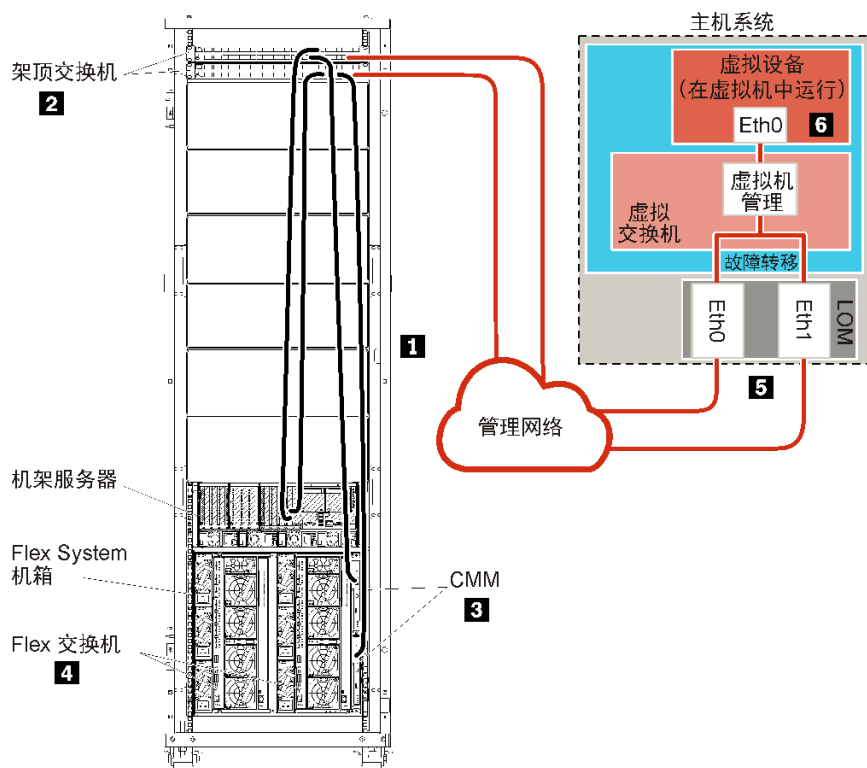 主机系统
架顶交换机
2
虚拟设备
（在虚拟机中运行）
Eth0
6
虚拟机
管理
虚拟
交换机
故障转移
Eth0
Eth1
LOM
1
5
管理网络
机架服务器
Flex System
机箱
CMM
3
Flex 交换机
4